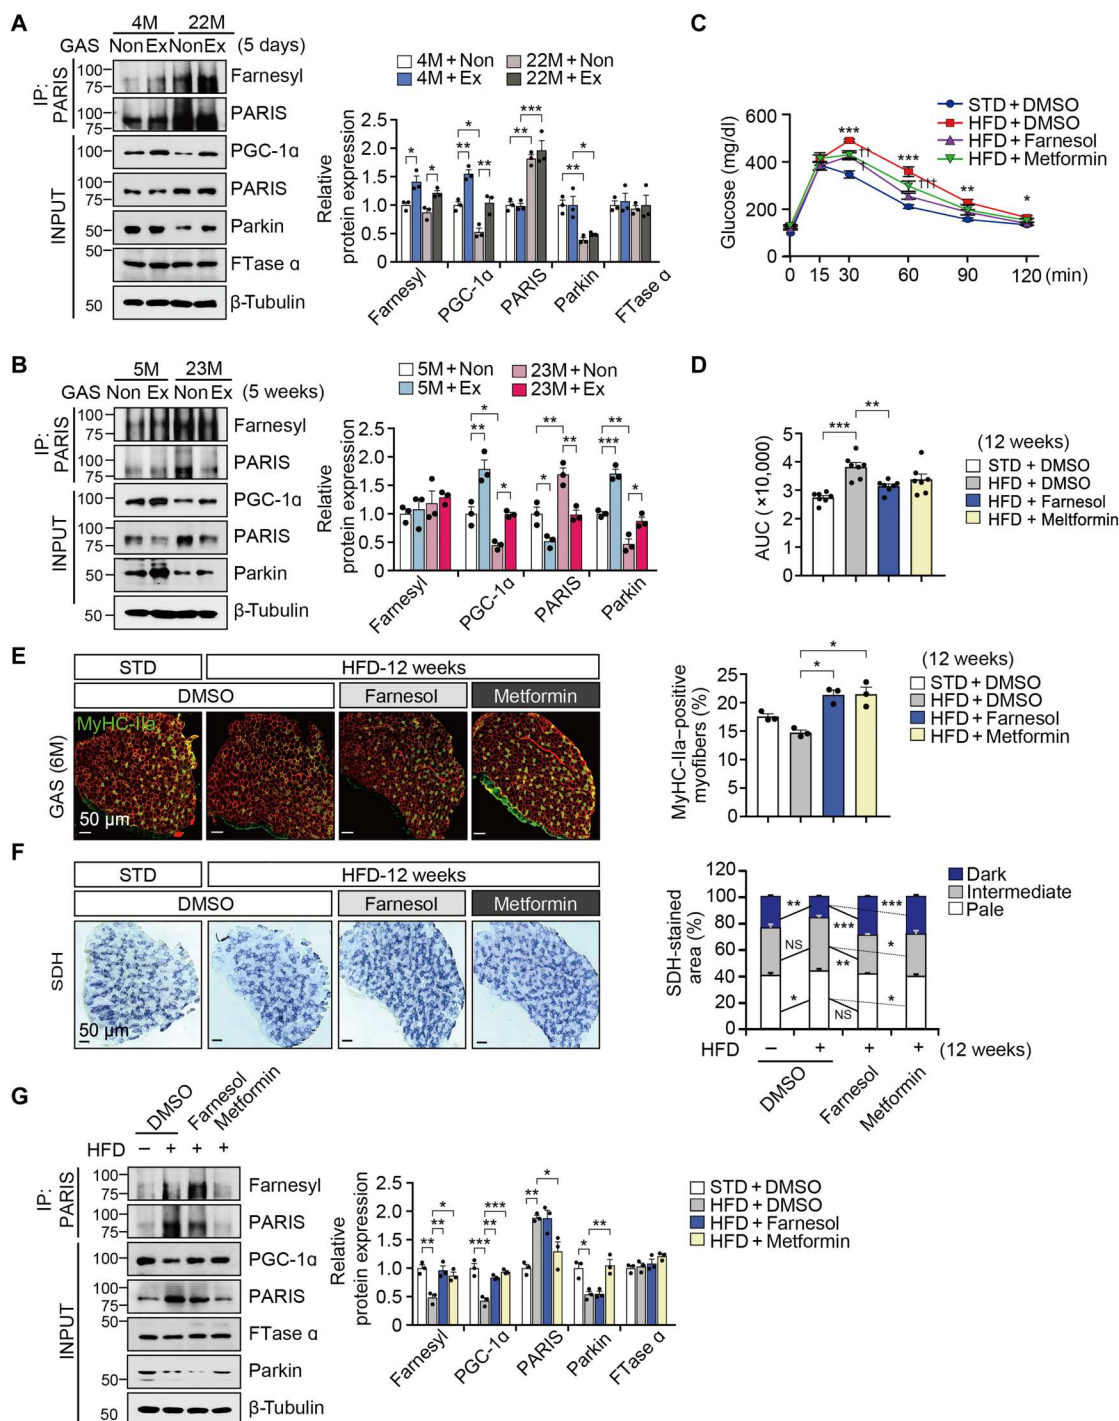 A
4M 22M
GAS Non Ex Non Ex (5 days)
IP: PARIS
100
75
Farnesyl
100
75
PARIS
INPUT
100
PGC-1α
100
75
PARIS
50
Parkin
FTase α
50
β-Tubulin
4M + Non 22M + Non
4M + Ex 22M + Ex
Relative protein expression
2.5
2.0
1.5
1.0
0.5
0
* * ** * ** ** *** ** *
Farnesyl PGC-1α PARIS Parkin FTase α
B
5M 23M
GAS Non Ex Non Ex (5 weeks)
IP: PARIS
100
75
Farnesyl
100
75
PARIS
INPUT
100
PGC-1α
100
75
PARIS
50
Parkin
50
β-Tubulin
5M + Non 23M + Non
5M + Ex 23M + Ex
Relative protein expression
2.5
2.0
1.5
1.0
0.5
0
* ** * ** * ** ** *** *
Farnesyl PGC-1α PARIS Parkin
C
Glucose (mg/dl)
600
400
200
0
0 15 30 60 90 120 (min)
STD + DMSO
HFD + DMSO
HFD + Farnesol
HFD + Metformin
*** †† † *** ††† ** *
D
AUC ( ×10,000)
5
4
3
2
1
0
*** **
(12 weeks)
STD + DMSO
HFD + DMSO
HFD + Farnesol
HFD + Meltformin
E
STD HFD-12 weeks
DMSO Farnesol Metformin
MyHC-IIa
GAS (6M)
50 μm
MyHC-IIa–positive myofibers (%)
25
20
15
10
5
0
* *
(12 weeks)
STD + DMSO
HFD + DMSO
HFD + Farnesol
HFD + Metformin
F
STD HFD-12 weeks
DMSO Farnesol Metformin
SDH
50 μm
SDH-stained area (%)
100
80
60
40
20
0
** *** ***
NS ** *
* NS *
Dark
Intermediate
Pale
HFD − + + + (12 weeks)
DMSO Farnesol Metformin
G
DMSO Farnesol Metformin
HFD − + + +
IP: PARIS
100
75
Farnesyl
100
75
PARIS
INPUT
100
PGC-1α
100
75
PARIS
50
FTase α
50
Parkin
50
β-Tubulin
Relative protein expression
2.5
2.0
1.5
1.0
0.5
0
** ** * *** ** *** ** * * **
Farnesyl PGC-1α PARIS Parkin FTase α
STD + DMSO
HFD + DMSO
HFD + Farnesol
HFD + Metformin